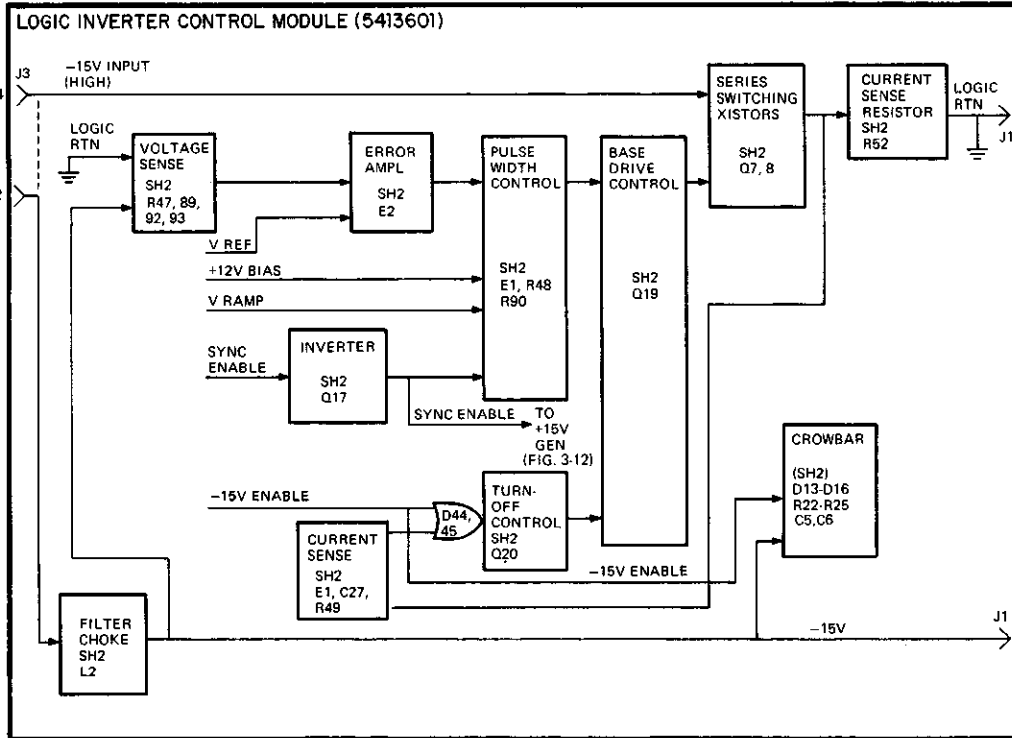 LOGIC INVERTER CONTROL MODULE (5413601)
J3
-15V INPUT
(HIGH)
LOGIC
RTN
VOLTAGE
SENSE
SH2
R47, 89,
92, 93
ERROR
AMPL
SH2
E2
PULSE
WIDTH
CONTROL
SH2
E1, R48
R90
BASE
DRIVE
CONTROL
SH2
Q19
SERIES
SWITCHING
XISTORS
SH2
Q7, 8
CURRENT
SENSE
RESISTOR
SH2
R52
LOGIC
RTN
J1
V REF
+12V BIAS
V RAMP
SYNC
ENABLE
INVERTER
SH2
Q17
SYNC ENABLE
TO
+15V
GEN
(FIG. 3-12)
-15V ENABLE
D44,
45
TURN-
OFF
CONTROL
SH2
Q20
CURRENT
SENSE
SH2
E1, C27,
R49
-15V ENABLE
CROWBAR
(SH2)
D13-D16
R22-R25
C5, C6
FILTER
CHOKE
SH2
L2
-15V
J1